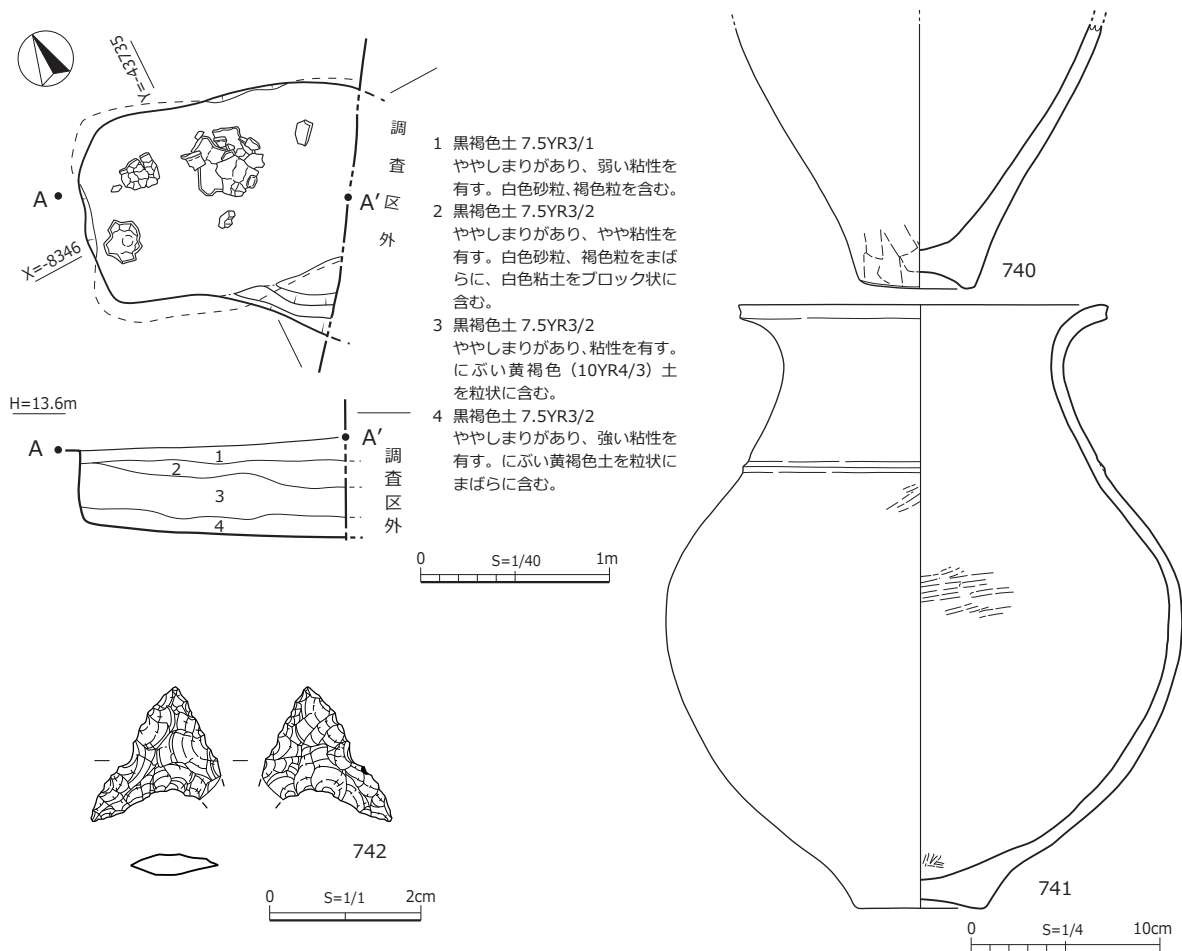 Y=-43735
X=-8346
A
A′
調査区外
1 黒褐色土 7.5YR3/1
ややしまりがあり、弱い粘性を
有す。白色砂粒、褐色粒を含む。
2 黒褐色土 7.5YR3/2
ややしまりがあり、やや粘性を
有す。白色砂粒、褐色粒をまば
らに、白色粘土をブロック状に
含む。
3 黒褐色土 7.5YR3/2
ややしまりがあり、粘性を有す。
にぶい黄褐色（10YR4/3）土
を粒状に含む。
4 黒褐色土 7.5YR3/2
ややしまりがあり、強い粘性を
有す。にぶい黄褐色土を粒状に
まばらに含む。
H=13.6m
A
A′
1
2
3
4
調査区外
0 S=1/40 1m
740
741
0 S=1/4 10cm
742
0 S=1/1 2cm